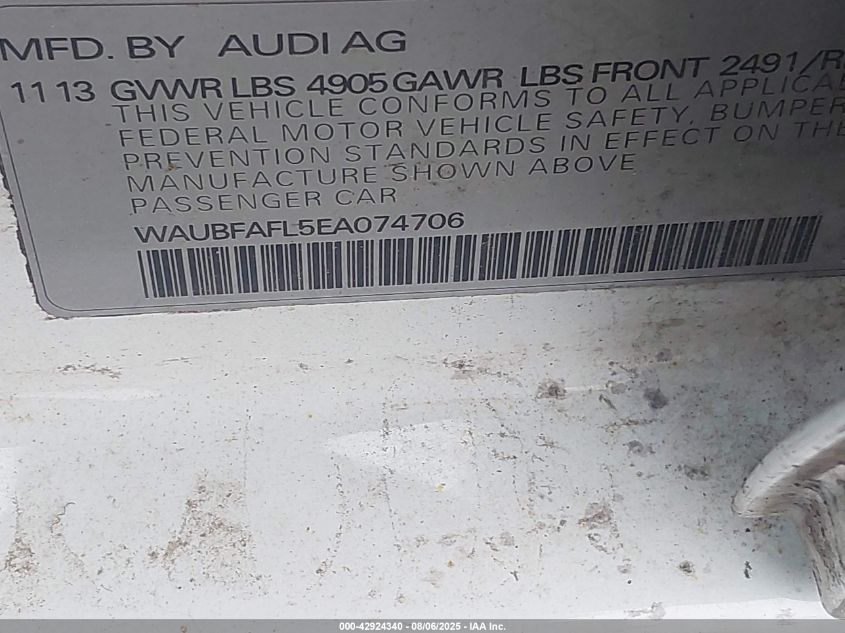 MFD. BY AUDI AG
11 13 GVWR LBS 4905 GAWR LBS FRONT 2491/R
THIS VEHICLE CONFORMS TO ALL
FEDERAL MOTOR VEHICLE SAFETY, BUMPER
PREVENTION STANDARDS IN EFFECT ON THE
MANUFACTURE SHOWN ABOVE
PASSENGER CAR
WAUBFAFL5EA074706
000-42924340 - 08/06/2025 - IAA Inc.